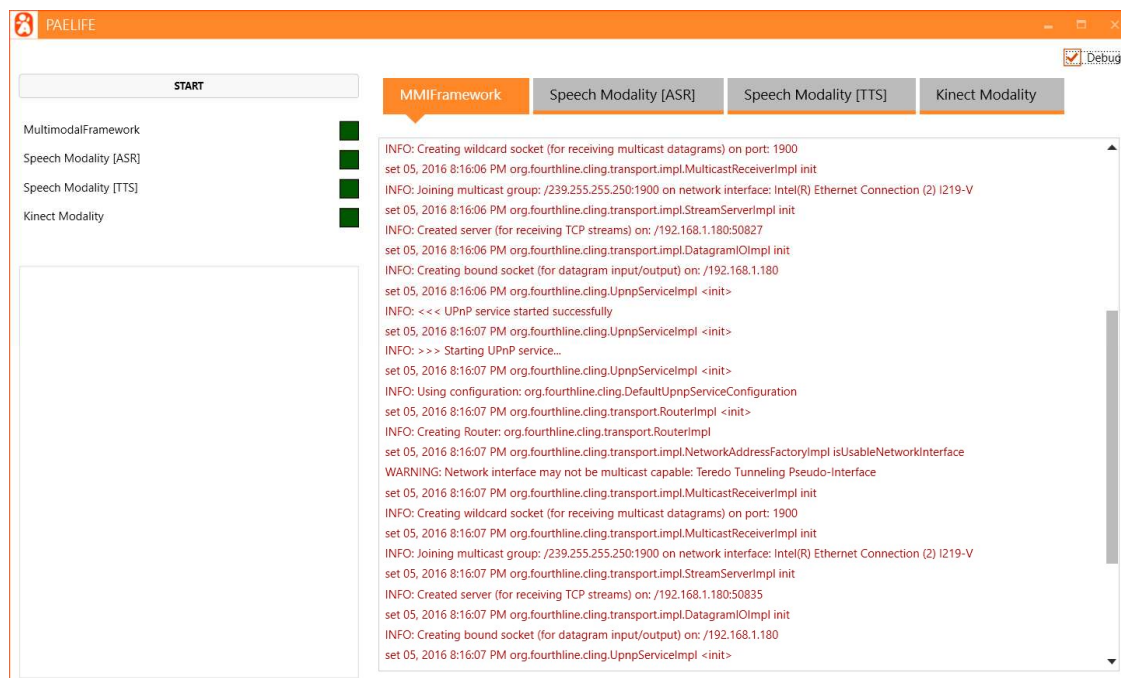 PAELIFE
Debug
START
MultimodalFramework
Speech Modality [ASR]
Speech Modality [TTS]
Kinect Modality
MMIFramework
Speech Modality [ASR]
Speech Modality [TTS]
Kinect Modality
INFO: Creating wildcard socket (for receiving multicast datagrams) on port: 1900
set 05, 2016 8:16:06 PM org.fourthline.cling.transport.impl.MulticastReceiverImpl init
INFO: Joining multicast group: /239.255.255.250:1900 on network interface: Intel(R) Ethernet Connection (2) I219-V
set 05, 2016 8:16:06 PM org.fourthline.cling.transport.impl.StreamServerImpl init
INFO: Created server (for receiving TCP streams) on: /192.168.1.180:50827
set 05, 2016 8:16:06 PM org.fourthline.cling.transport.impl.DatagramIOImpl init
INFO: Creating bound socket (for datagram input/output) on: /192.168.1.180
set 05, 2016 8:16:06 PM org.fourthline.cling.UpnpServiceImpl <init>
INFO: <<< UPnP service started successfully
set 05, 2016 8:16:07 PM org.fourthline.cling.UpnpServiceImpl <init>
INFO: >>> Starting UPnP service...
set 05, 2016 8:16:07 PM org.fourthline.cling.UpnpServiceImpl <init>
INFO: Using configuration: org.fourthline.cling.DefaultUpnpServiceConfiguration
set 05, 2016 8:16:07 PM org.fourthline.cling.transport.RouterImpl <init>
INFO: Creating Router: org.fourthline.cling.transport.RouterImpl
set 05, 2016 8:16:07 PM org.fourthline.cling.transport.impl.NetworkAddressFactoryImpl isUsableNetworkInterface
WARNING: Network interface may not be multicast capable: Teredo Tunneling Pseudo-Interface
set 05, 2016 8:16:07 PM org.fourthline.cling.transport.impl.MulticastReceiverImpl init
INFO: Creating wildcard socket (for receiving multicast datagrams) on port: 1900
set 05, 2016 8:16:07 PM org.fourthline.cling.transport.impl.MulticastReceiverImpl init
INFO: Joining multicast group: /239.255.255.250:1900 on network interface: Intel(R) Ethernet Connection (2) I219-V
set 05, 2016 8:16:07 PM org.fourthline.cling.transport.impl.StreamServerImpl init
INFO: Created server (for receiving TCP streams) on: /192.168.1.180:50835
set 05, 2016 8:16:07 PM org.fourthline.cling.transport.impl.DatagramIOImpl init
INFO: Creating bound socket (for datagram input/output) on: /192.168.1.180
set 05, 2016 8:16:07 PM org.fourthline.cling.UpnpServiceImpl <init>